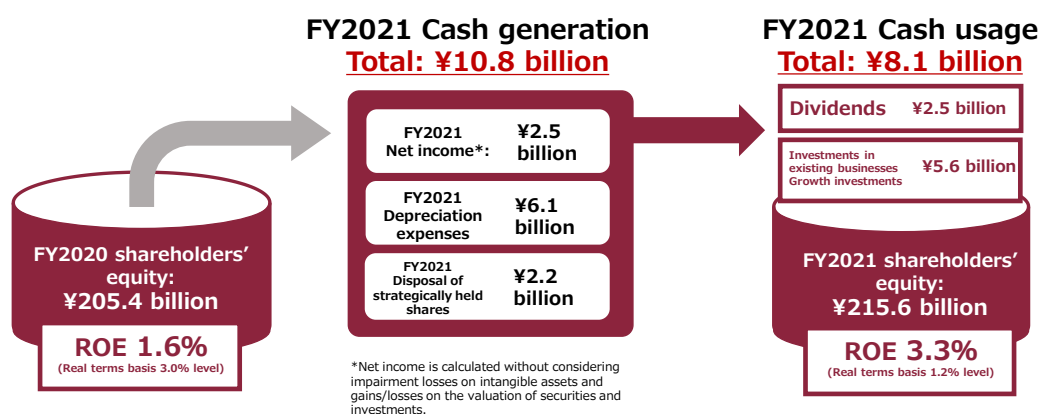 FY2021 Cash generation
Total: ¥10.8 billion
FY2021 Cash usage
Total: ¥8.1 billion
FY2020 shareholders’
equity:
¥205.4 billion
ROE 1.6%
(Real terms basis 3.0% level)
FY2021
Net income*:
¥2.5
billion
FY2021
Depreciation
expenses
¥6.1
billion
FY2021
Disposal of
strategically held
shares
¥2.2
billion
*Net income is calculated without considering
impairment losses on intangible assets and
gains/losses on the valuation of securities and
investments.
Dividends ¥2.5 billion
Investments in
existing businesses
Growth investments
¥5.6 billion
FY2021 shareholders’
equity:
¥215.6 billion
ROE 3.3%
(Real terms basis 1.2% level)